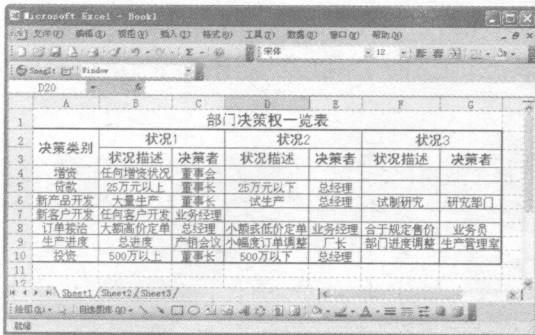 Microsoft Excel - Book1
文件(F) 编辑(E) 视图(V) 插入(I) 格式(O) 工具(T) 数据(D) 窗口(W) 帮助(H)
宋体 12
SnagIt Window
D20
A B C D E F G
1 部门决策权一览表
2 决策类别 状况1 状况2 状况3
3 状况描述 决策者 状况描述 决策者 状况描述 决策者
4 增资 任何增资状况 董事会
5 贷款 25万元以上 董事长 25万元以下 总经理
6 新产品开发 大量生产 董事长 试生产 总经理 试制研究 研究部门
7 新客户开发 任何客户开发 业务经理
8 订单接洽 大额高价定单 总经理 小额或低价定单 业务经理 合于规定售价 业务员
9 生产进度 总进度 产销会议 小幅度订单调整 厂长 部门进度调整 生产管理室
10 投资 500万以上 董事长 500万以下 总经理
11
12
Sheet1 Sheet2 Sheet3
绘图(R) 自选图形(U)
就绪